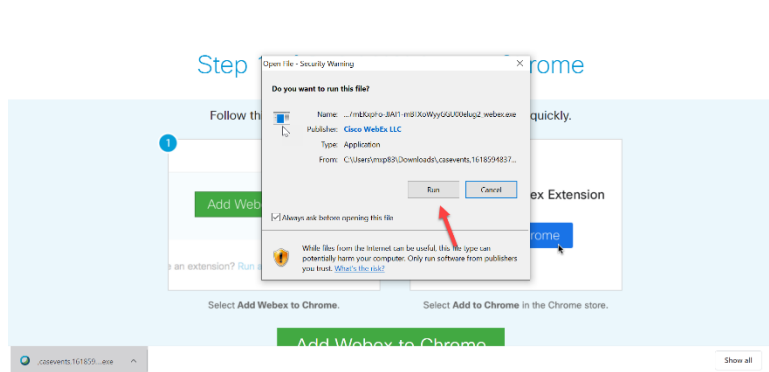 Step
rome
Open File - Security Warning
Do you want to run this file?
Follow th
quickly.
Publisher: Cisco WebEx LLC
Type: Application
From: C:\Users\mxp83\Downloads\,casevents,1618594837...
1
Run
Cancel
Add Web
ex Extension
Always ask before opening this file
rome
While files from the Internet can be useful, this file type can
potentially harm your computer. Only run software from publishers
you trust. What's the risk?
e an extension? Run a
Select Add Webex to Chrome.
Select Add to Chrome in the Chrome store.
Add Webex to Chrome
,casevents,161859....exe
Show all